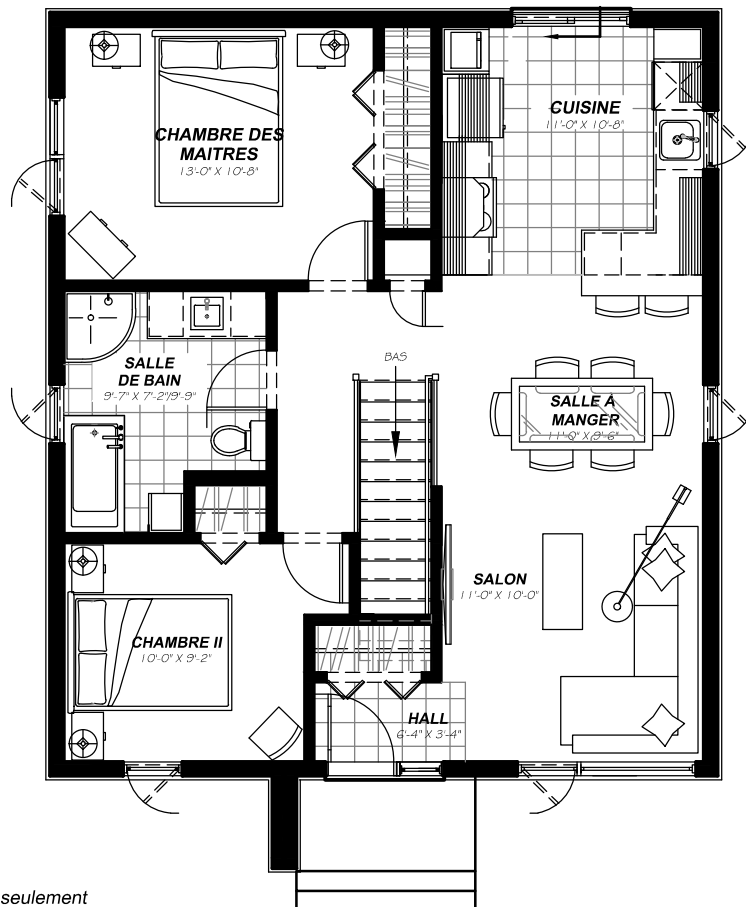 CHAMBRE DES
MAITRES
13'-0" X 10'-8"
CUISINE
11'-0" X 10'-8"
SALLE
DE BAIN
9'-7" X 7'-2"/9'-9"
BAS
SALLE À
MANGER
11'-0" X 9'-6"
SALON
11'-0" X 10'-0"
CHAMBRE II
10'-0" X 9'-2"
HALL
6'-4" X 3'-4"
seulement